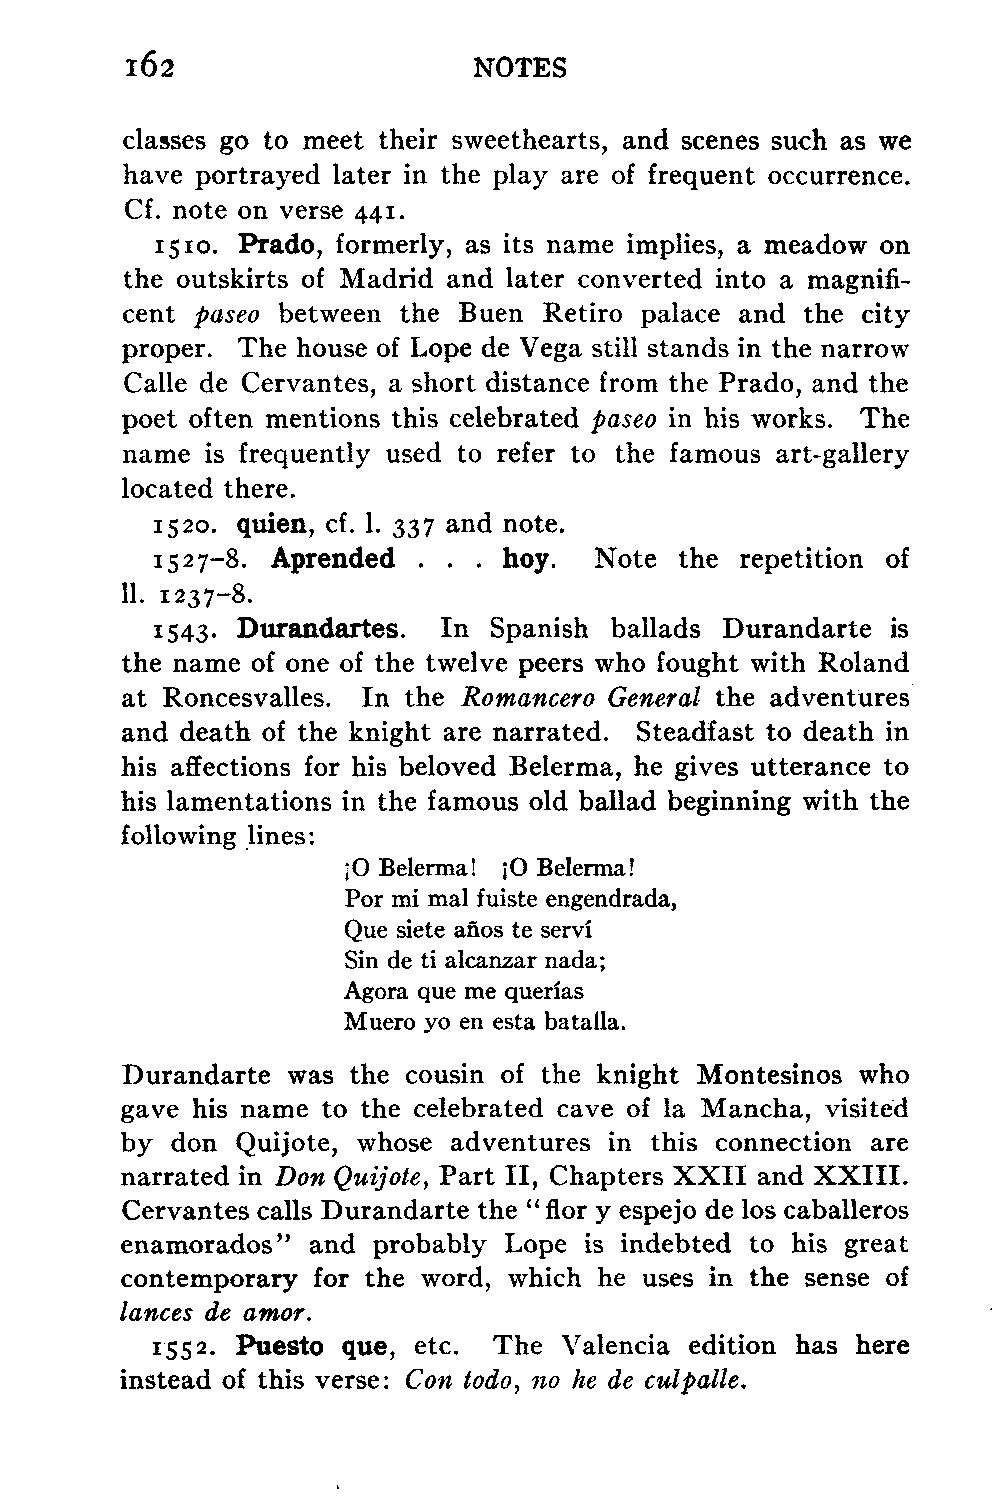 162 NOTES
classes go to meet their sweethearts, and scenes such as we
have portrayed later in the play are of frequent occurrence.
Cf. note on verse 441.
1510. Prado, formerly, as its name implies, a meadow on
the outskirts of Madrid and later converted into a magnifi-
cent paseo between the Buen Retiro palace and the city
proper. The house of Lope de Vega still stands in the narrow
Calle de Cervantes, a short distance from the Prado, and the
poet often mentions this celebrated paseo in his works. The
name is frequently used to refer to the famous art-gallery
located there.
1520. quien, cf. l. 337 and note.
1527-8. Aprended . . . hoy. Note the repetition of
ll. 1237-8.
1543. Durandartes. In Spanish ballads Durandarte is
the name of one of the twelve peers who fought with Roland
at Roncesvalles. In the Romancero General the adventures
and death of the knight are narrated. Steadfast to death in
his affections for his beloved Belerma, he gives utterance to
his lamentations in the famous old ballad beginning with the
following lines:
¡O Belerma! ¡O Belerma!
Por mi mal fuiste engendrada,
Que siete años te serví
Sin de ti alcanzar nada;
Agora que me querías
Muero yo en esta batalla.
Durandarte was the cousin of the knight Montesinos who
gave his name to the celebrated cave of la Mancha, visited
by don Quijote, whose adventures in this connection are
narrated in Don Quijote, Part II, Chapters XXII and XXIII.
Cervantes calls Durandarte the "flor y espejo de los caballeros
enamorados" and probably Lope is indebted to his great
contemporary for the word, which he uses in the sense of
lances de amor.
1552. Puesto que, etc. The Valencia edition has here
instead of this verse: Con todo, no he de culpalle.